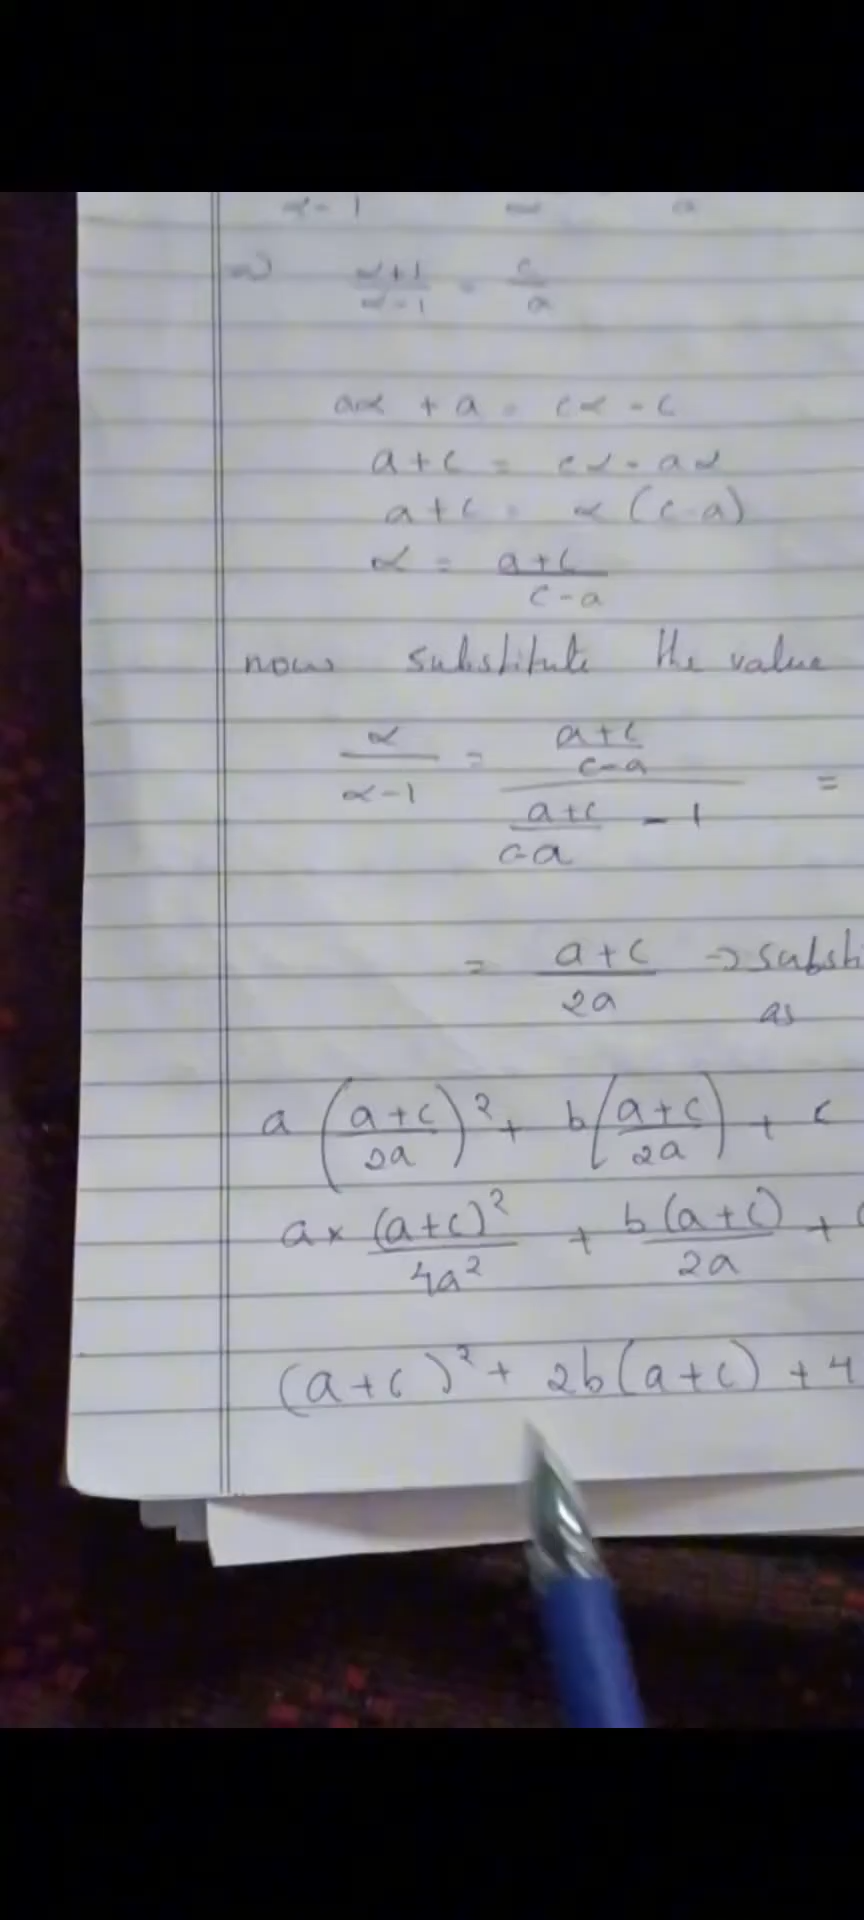 α-1 α a
=> α+1/α-1 = c/a
aα + a = cα - c
a+c = cα - aα
a+c = α(c-a)
α = a+c/c-a
now substitute the value
α/α-1 = a+c/c-a / a+c/c-a - 1 =
= a+c/2a → substi
as
a(a+c/2a)² + b(a+c/2a) + c
a× (a+c)²/4a² + b(a+c)/2a +
(a+c)² + 2b(a+c) + 4